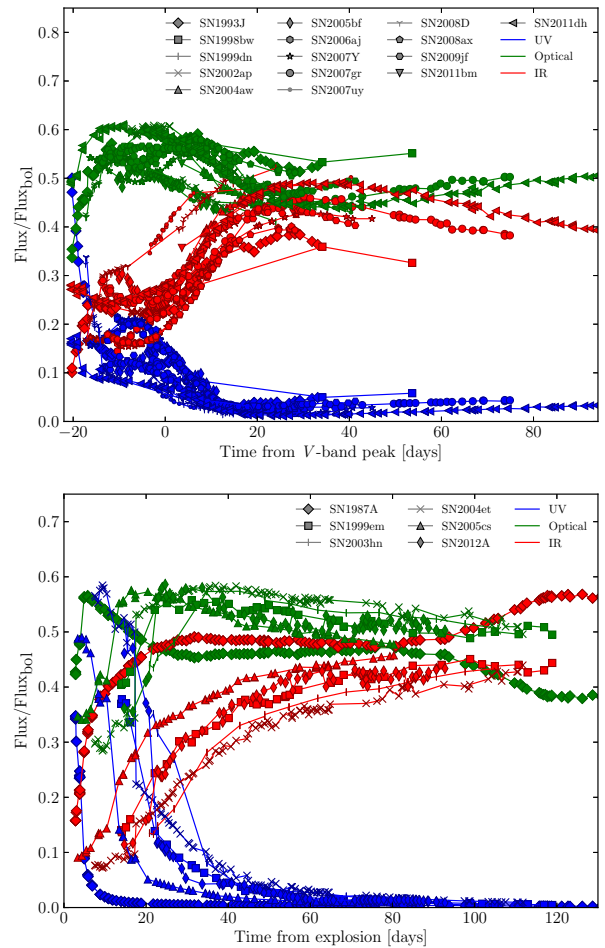 SN1993J SN2005bf SN2008D SN2011dh
SN1998bw SN2006aj SN2008ax UV
SN1999dn SN2007Y SN2009jf Optical
SN2002ap SN2007gr SN2011bm IR
SN2004aw SN2007uy
0.8
0.7
0.6
0.5
0.4
0.3
0.2
0.1
0.0
Flux/Flux_bol
−20 0 20 40 60 80
Time from V-band peak [days]
SN1987A SN2004et UV
SN1999em SN2005cs Optical
SN2003hn SN2012A IR
0.7
0.6
0.5
0.4
0.3
0.2
0.1
0.0
Flux/Flux_bol
0 20 40 60 80 100 120
Time from explosion [days]